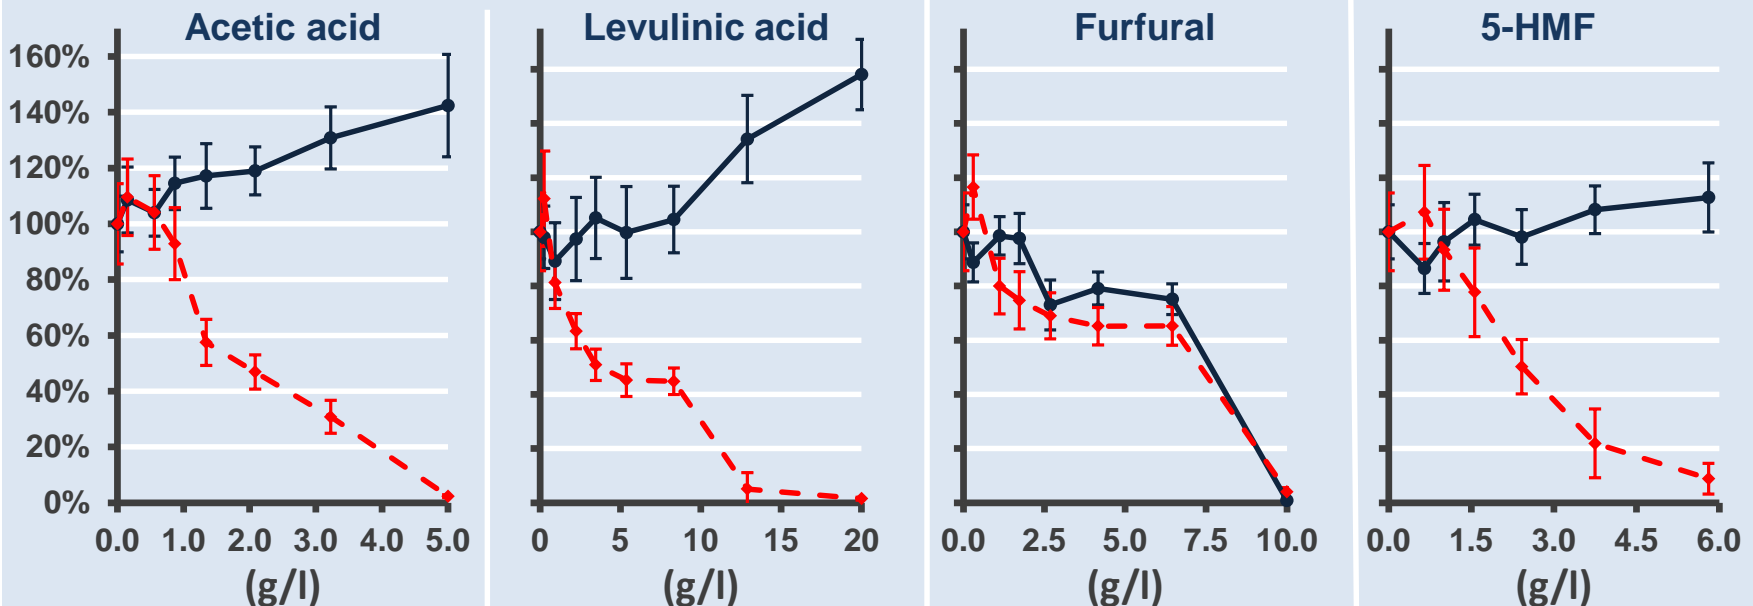 Acetic acid
Levulinic acid
Furfural
5-HMF
160%
140%
120%
100%
80%
60%
40%
20%
0%
0.0 1.0 2.0 3.0 4.0 5.0
0 5 10 15 20
0.0 2.5 5.0 7.5 10.0
0.0 1.5 3.0 4.5 6.0
(g/l)
(g/l)
(g/l)
(g/l)